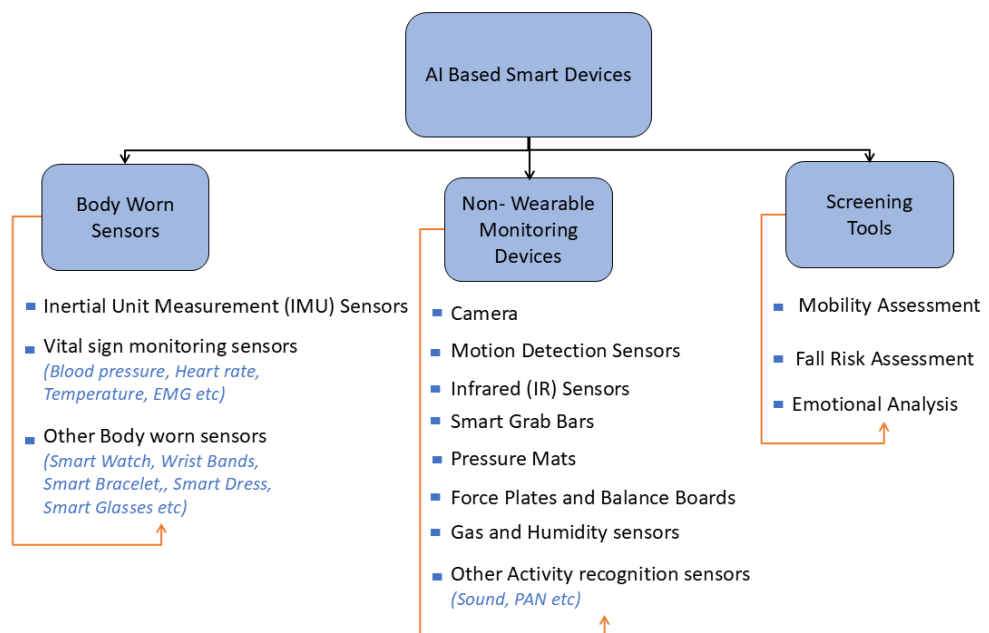 AI Based Smart Devices
Body Worn
Sensors
Inertial Unit Measurement (IMU) Sensors
Vital sign monitoring sensors
(Blood pressure, Heart rate,
Temperature, EMG etc)
Other Body worn sensors
(Smart Watch, Wrist Bands,
Smart Bracelet,, Smart Dress,
Smart Glasses etc)
Non- Wearable
Monitoring
Devices
Camera
Motion Detection Sensors
Infrared (IR) Sensors
Smart Grab Bars
Pressure Mats
Force Plates and Balance Boards
Gas and Humidity sensors
Other Activity recognition sensors
(Sound, PAN etc)
Screening
Tools
Mobility Assessment
Fall Risk Assessment
Emotional Analysis